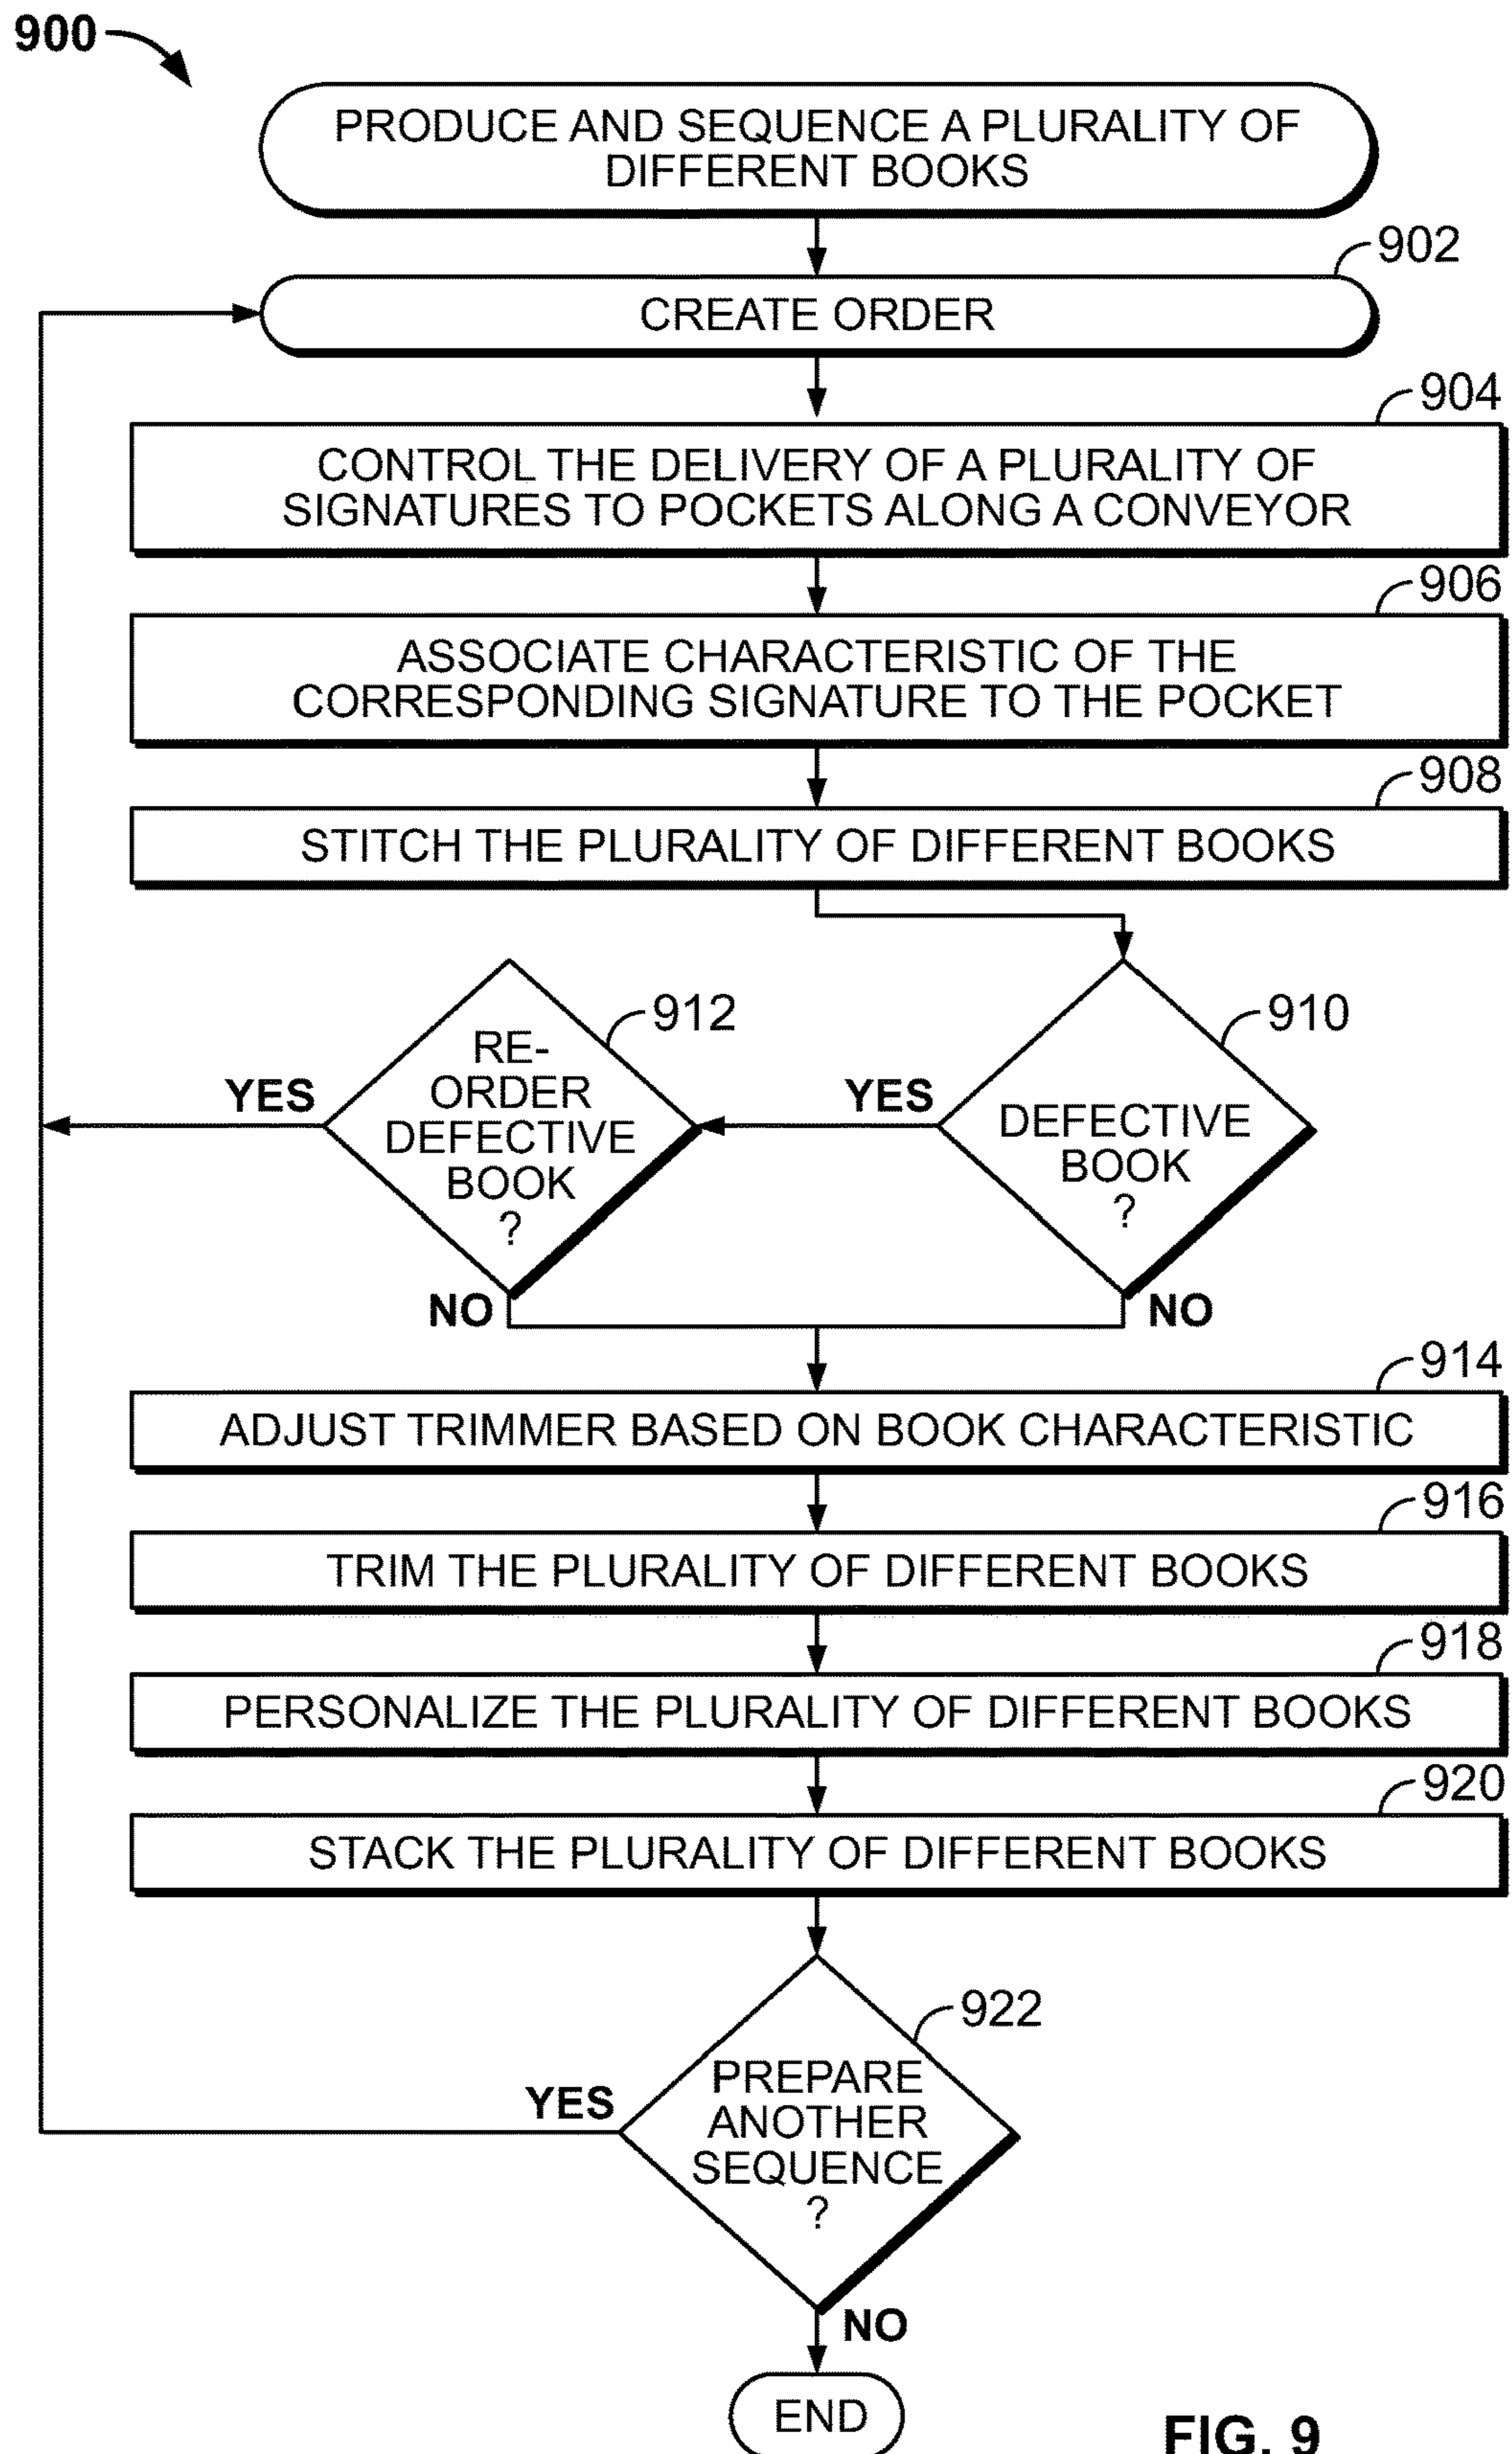 900
PRODUCE AND SEQUENCE A PLURALITY OF
DIFFERENT BOOKS
902
CREATE ORDER
904
CONTROL THE DELIVERY OF A PLURALITY OF
SIGNATURES TO POCKETS ALONG A CONVEYOR
906
ASSOCIATE CHARACTERISTIC OF THE
CORRESPONDING SIGNATURE TO THE POCKET
908
STITCH THE PLURALITY OF DIFFERENT BOOKS
912
RE-
ORDER
DEFECTIVE
BOOK
?
YES
NO
910
DEFECTIVE
BOOK
?
YES
NO
914
ADJUST TRIMMER BASED ON BOOK CHARACTERISTIC
916
TRIM THE PLURALITY OF DIFFERENT BOOKS
918
PERSONALIZE THE PLURALITY OF DIFFERENT BOOKS
920
STACK THE PLURALITY OF DIFFERENT BOOKS
922
PREPARE
ANOTHER
SEQUENCE
?
YES
NO
END
FIG. 9